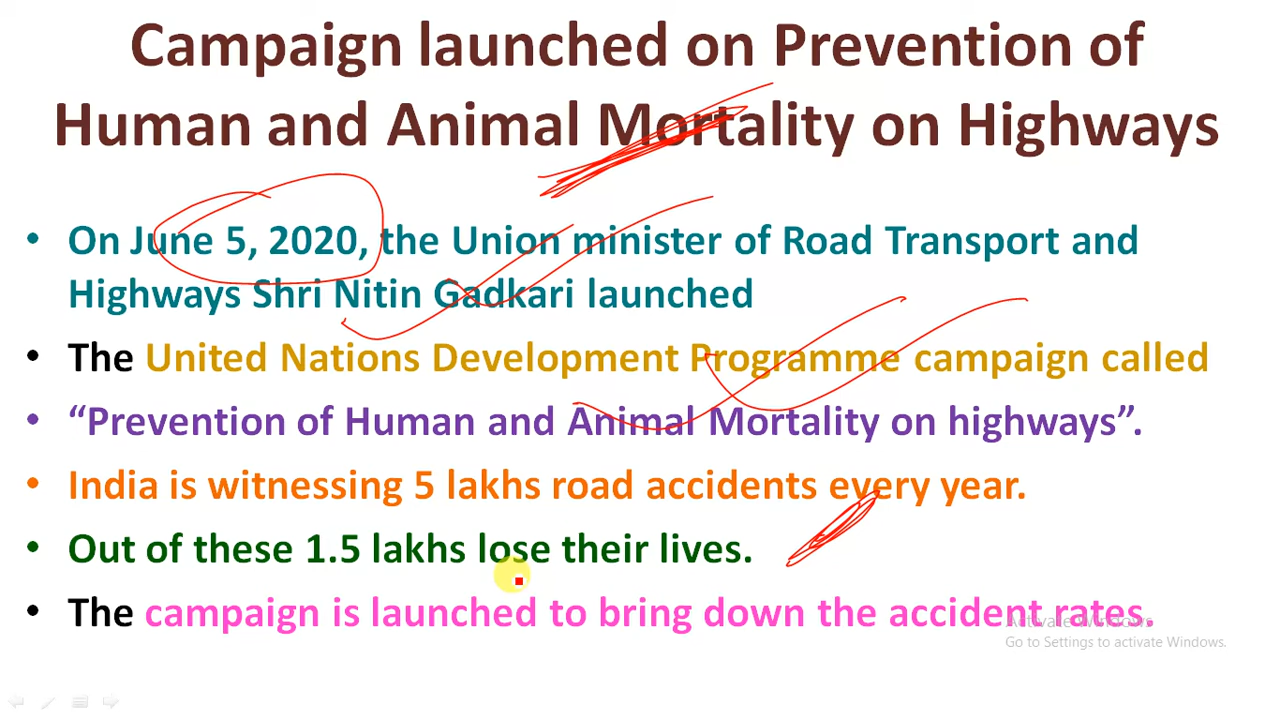 Campaign launched on Prevention of
Human and Animal Mortality on Highways
• On June 5, 2020, the Union minister of Road Transport and
Highways Shri Nitin Gadkari launched
• The United Nations Development Programme campaign called
• “Prevention of Human and Animal Mortality on highways”.
• India is witnessing 5 lakhs road accidents every year.
• Out of these 1.5 lakhs lose their lives.
• The campaign is launched to bring down the accident rates.
Activate Windows
Go to Settings to activate Windows.